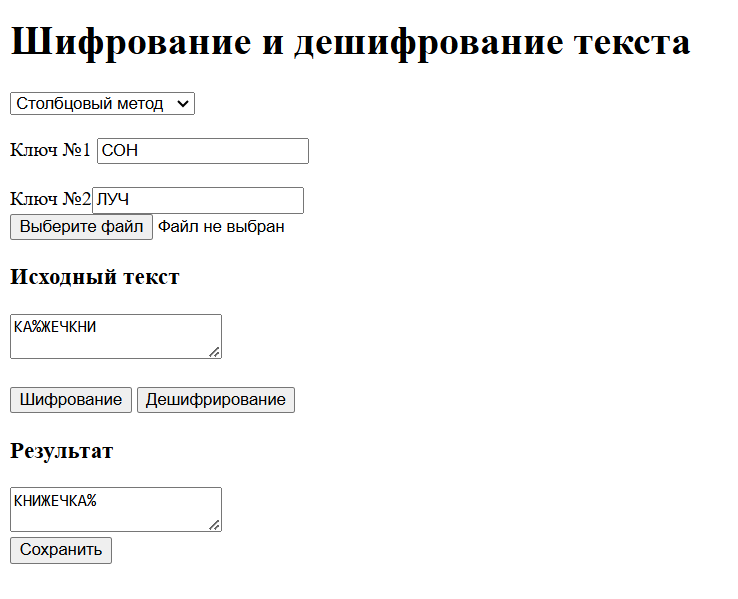 Шифрование и дешифрование текста
Столбцовый метод
Ключ №1 СОН
Ключ №2 ЛУЧ
Выберите файл Файл не выбран
Исходный текст
КА%ЖЕЧКНИ
Шифрование Дешифрирование
Результат
КНИЖЕЧКА%
Сохранить